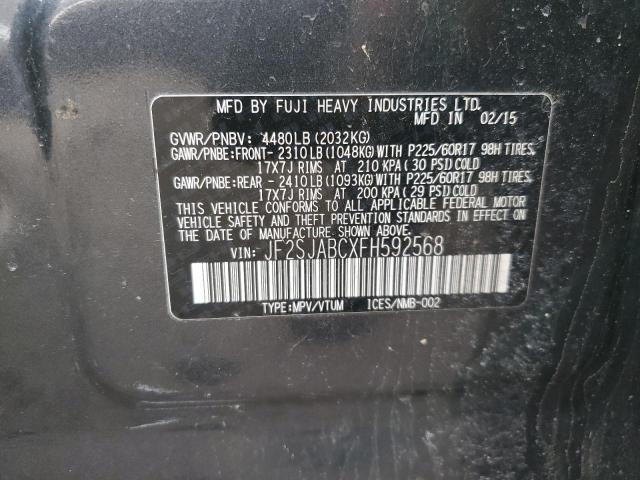 MFD BY FUJI HEAVY INDUSTRIES LTD.
MFD IN 02/15
GVWR/PNBV: 4480LB (2032KG)
GAWR/PNBE:FRONT- 2310LB (1048KG) WITH P225/60R17 98H TIRES,
17X7J RIMS AT 210 KPA (30 PSI) COLD
GAWR/PNBE:REAR - 2410LB (1093KG) WITH P225/60R17 98H TIRES,
17X7J RIMS AT 200 KPA (29 PSI) COLD
THIS VEHICLE CONFORMS TO ALL APPLICABLE FEDERAL MOTOR
VEHICLE SAFETY AND THEFT PREVENTION STANDARDS IN EFFECT ON
THE DATE OF MANUFACTURE SHOWN ABOVE.
VIN: JF2SJABCXFH592568
TYPE:MPV/VTUM ICES/NMB-002